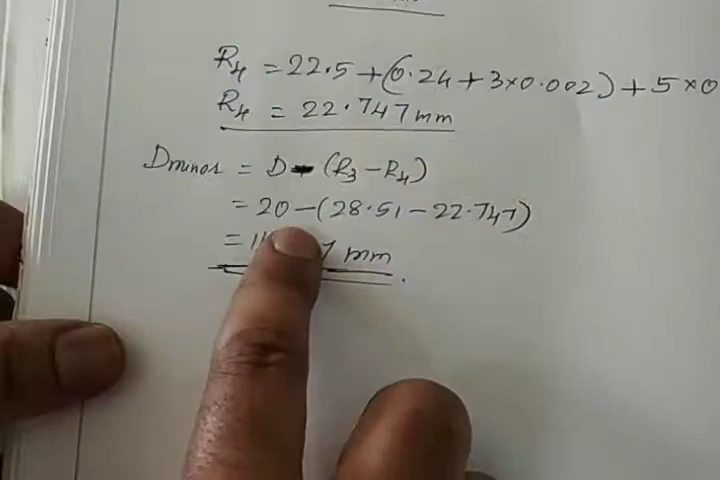 R4 = 22.5 + (0.24 + 3×0.002) + 5×0
R4 = 22.747 mm
Dminor = D - (R3 - R4)
= 20 - (28.51 - 22.747)
= mm